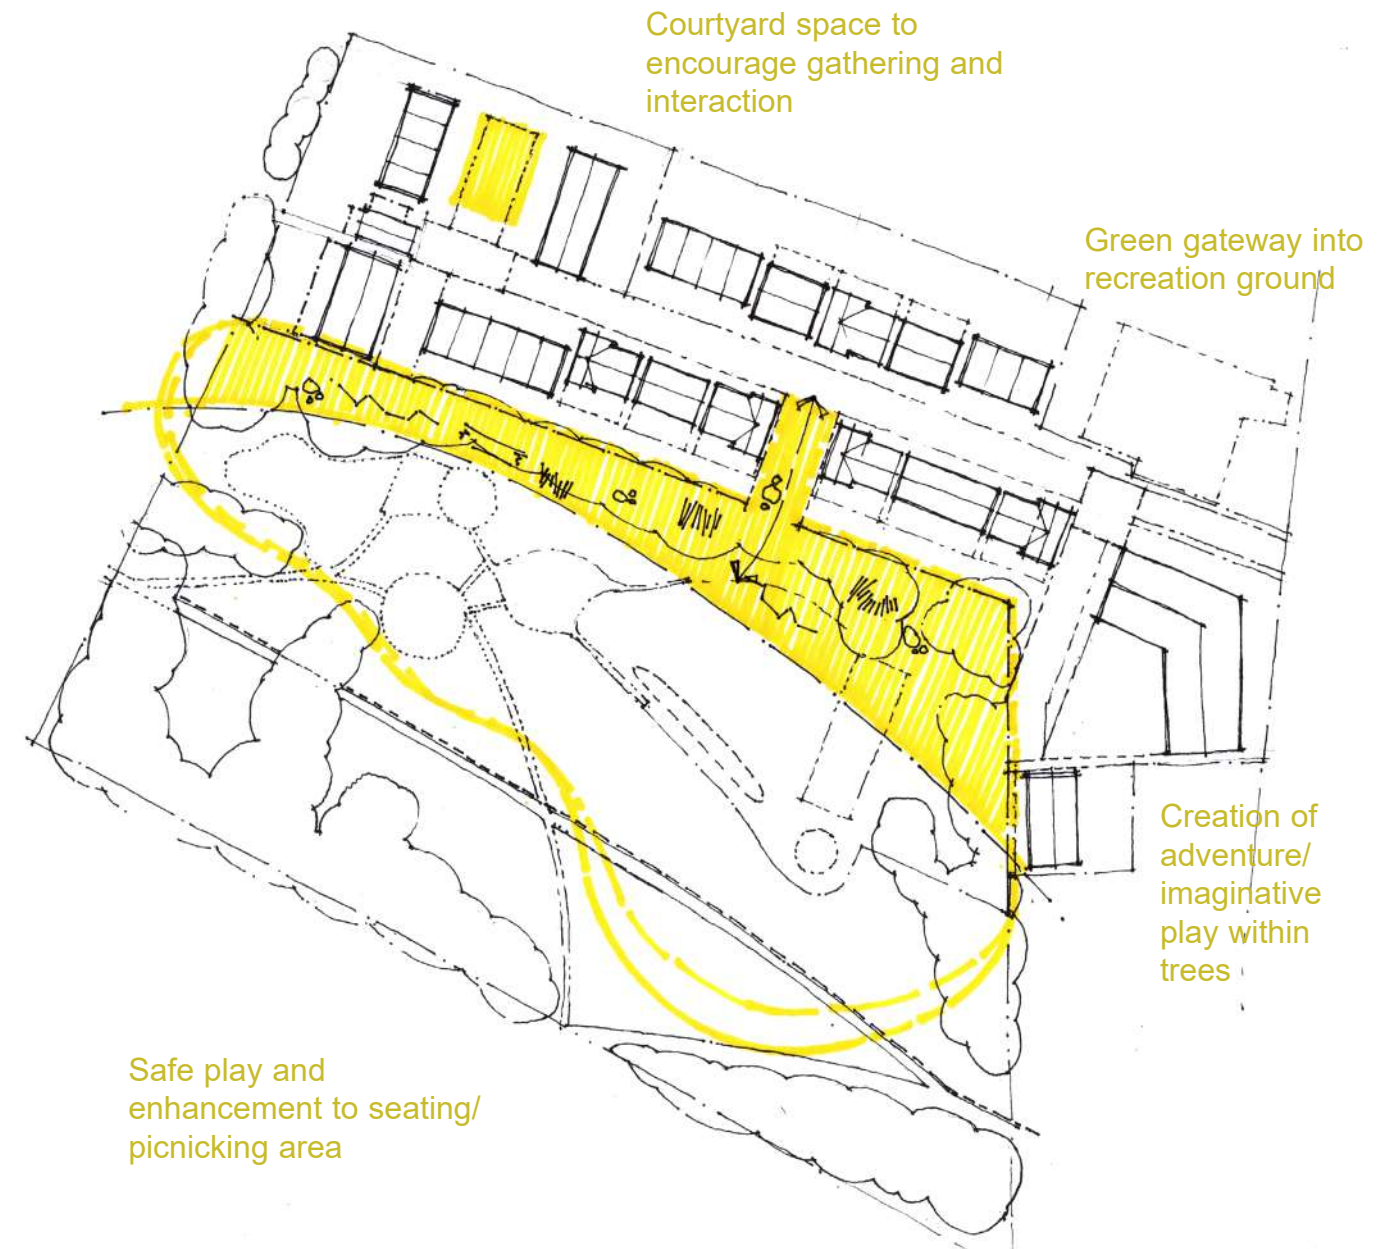 Courtyard space to
encourage gathering and
interaction
Green gateway into
recreation ground
Creation of
adventure/
imaginative
play within
trees
Safe play and
enhancement to seating/
picnicking area